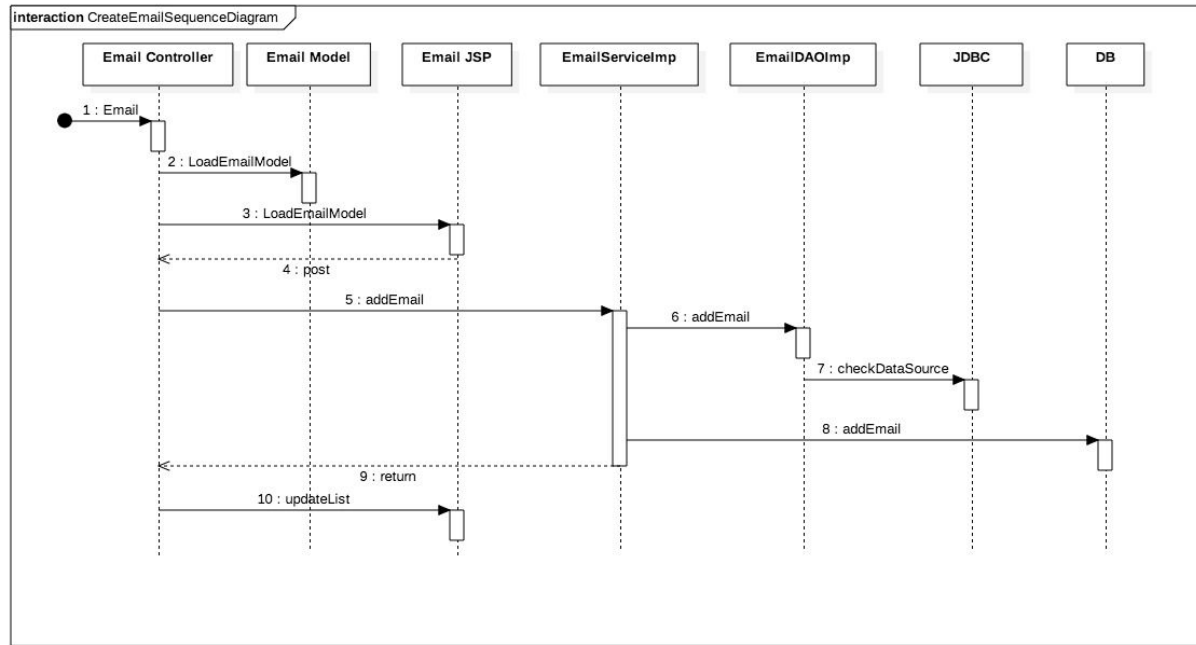 interaction CreateEmailSequenceDiagram
Email Controller
Email Model
Email JSP
EmailServiceImp
EmailDAOImp
JDBC
DB
1 : Email
2 : LoadEmailModel
3 : LoadEmailModel
4 : post
5 : addEmail
6 : addEmail
7 : checkDataSource
8 : addEmail
9 : return
10 : updateList